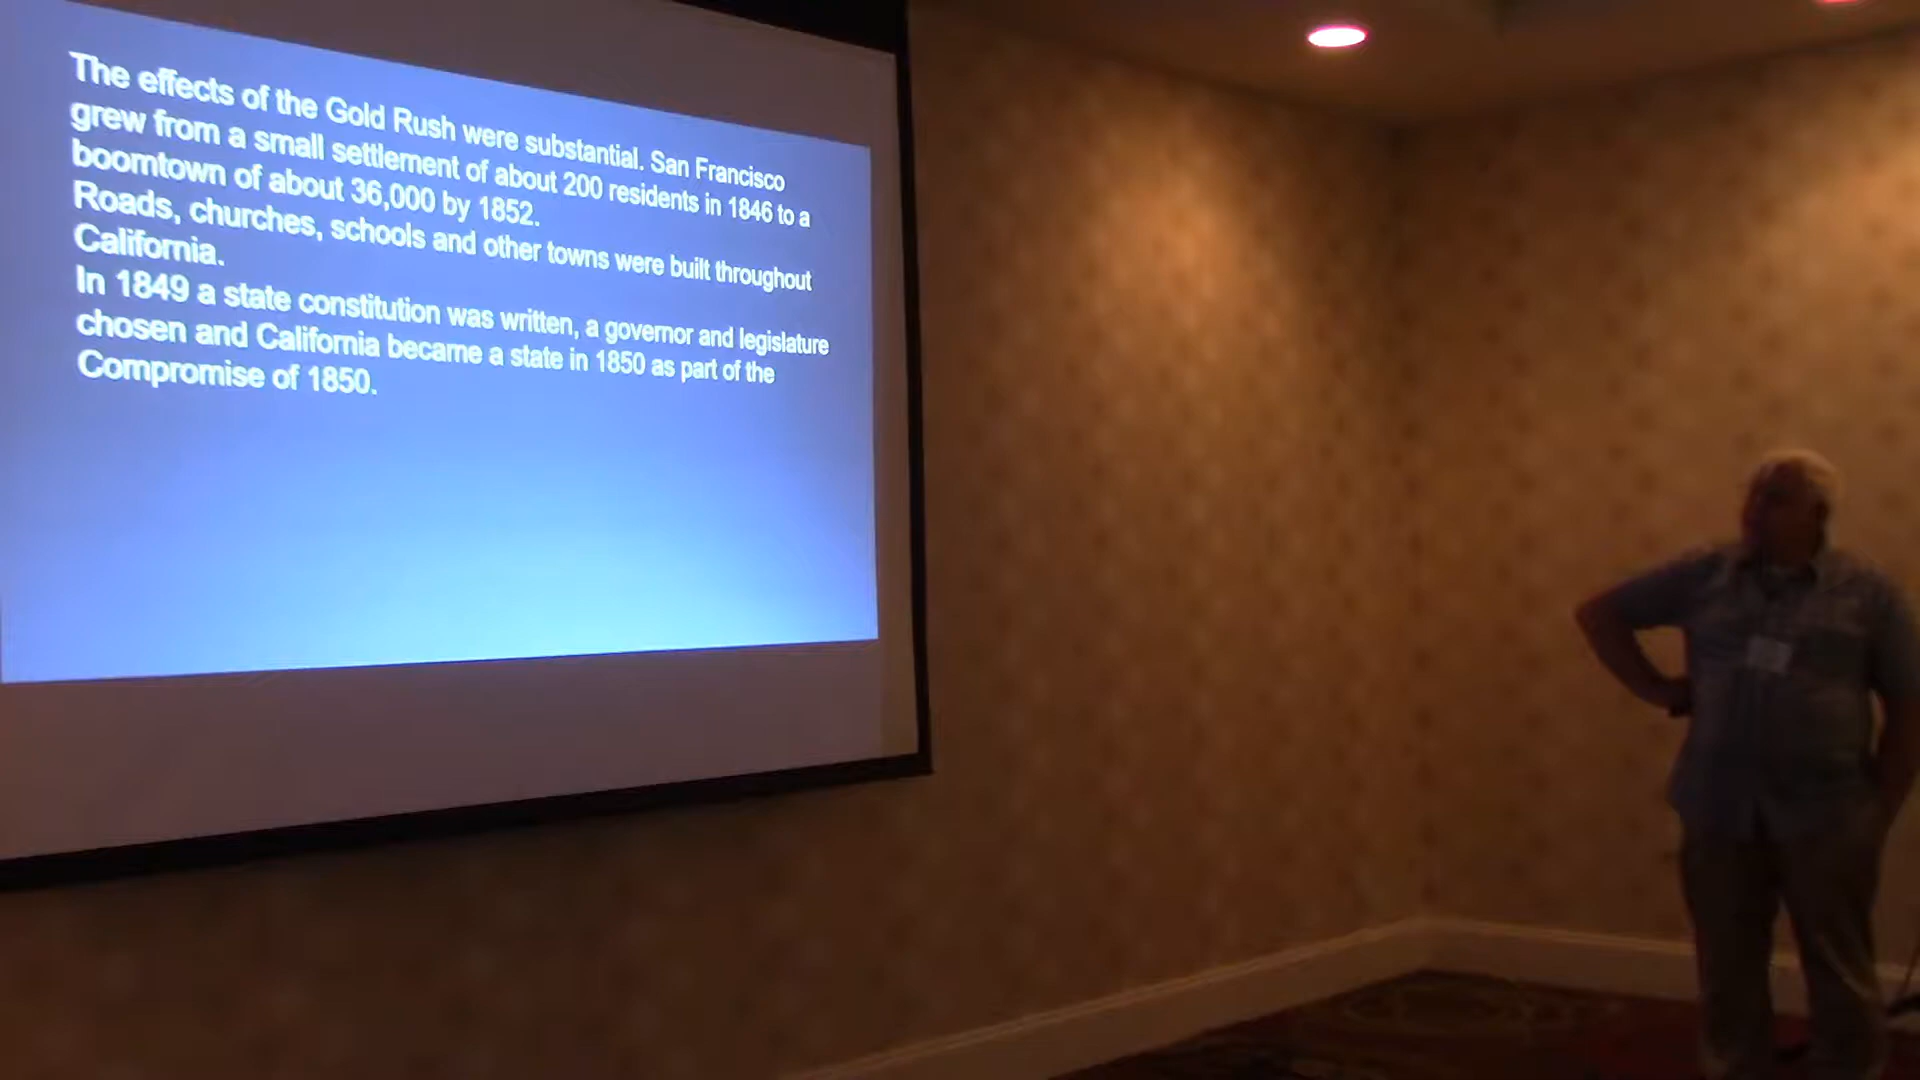 The effects of the Gold Rush were substantial. San Francisco
grew from a small settlement of about 200 residents in 1846 to a
boomtown of about 36,000 by 1852.
Roads, churches, schools and other towns were built throughout
California.
In 1849 a state constitution was written, a governor and legislature
chosen and California became a state in 1850 as part of the
Compromise of 1850.